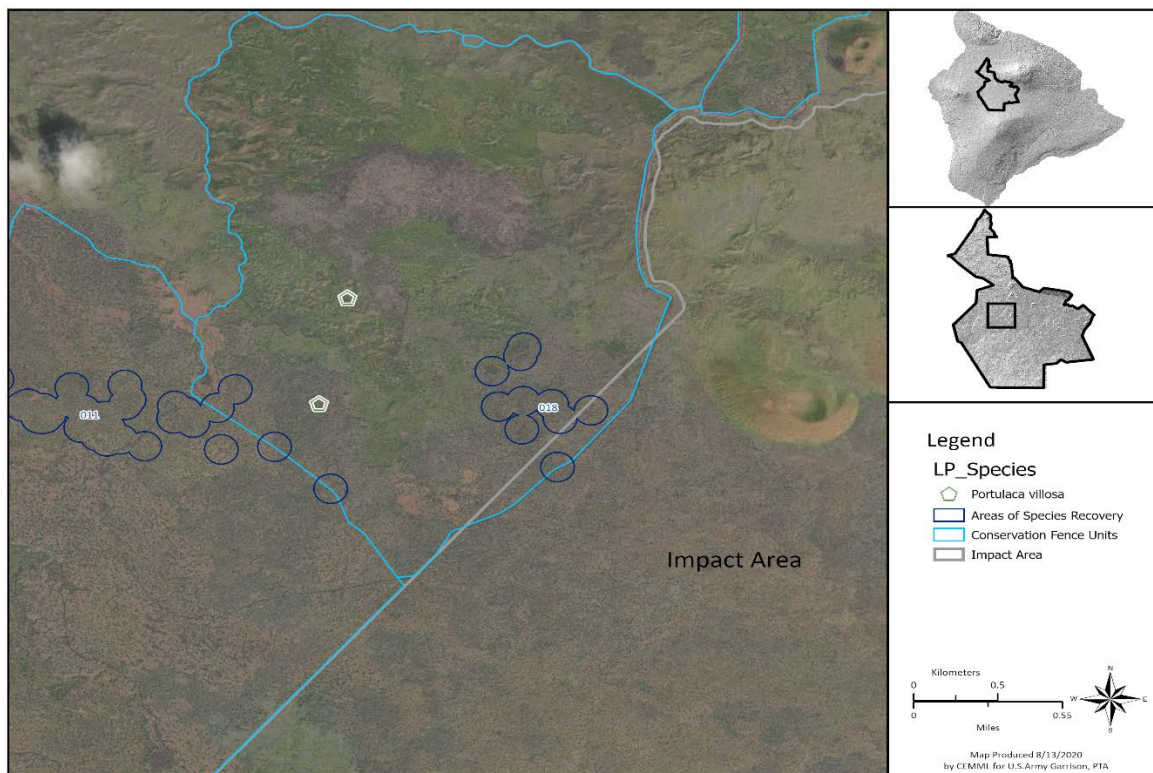 011
018
Impact Area
Legend
LP_Species
Portulaca villosa
Areas of Species Recovery
Conservation Fence Units
Impact Area
Kilometers
0 0.5
0 0.55
Miles
N
W E
S
Map Produced 8/13/2020
by CEMML for U.S.Army Garrison, PTA